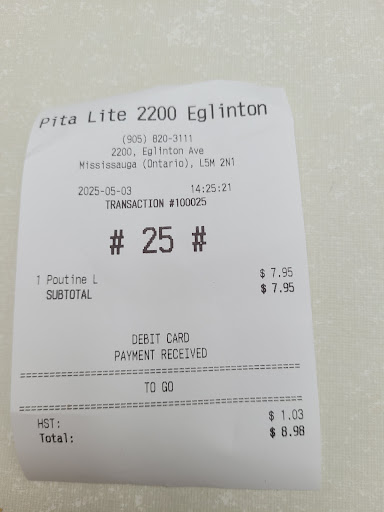 Pita Lite 2200 Eglinton
(905) 820-3111
2200, Eglinton Ave
Mississauga (Ontario), L5M 2N1
2025-05-03 14:25:21
TRANSACTION #100025
# 25 #
1 Poutine L $ 7.95
SUBTOTAL $ 7.95
DEBIT CARD
PAYMENT RECEIVED
================================================
TO GO
================================================
HST: $ 1.03
Total: $ 8.98